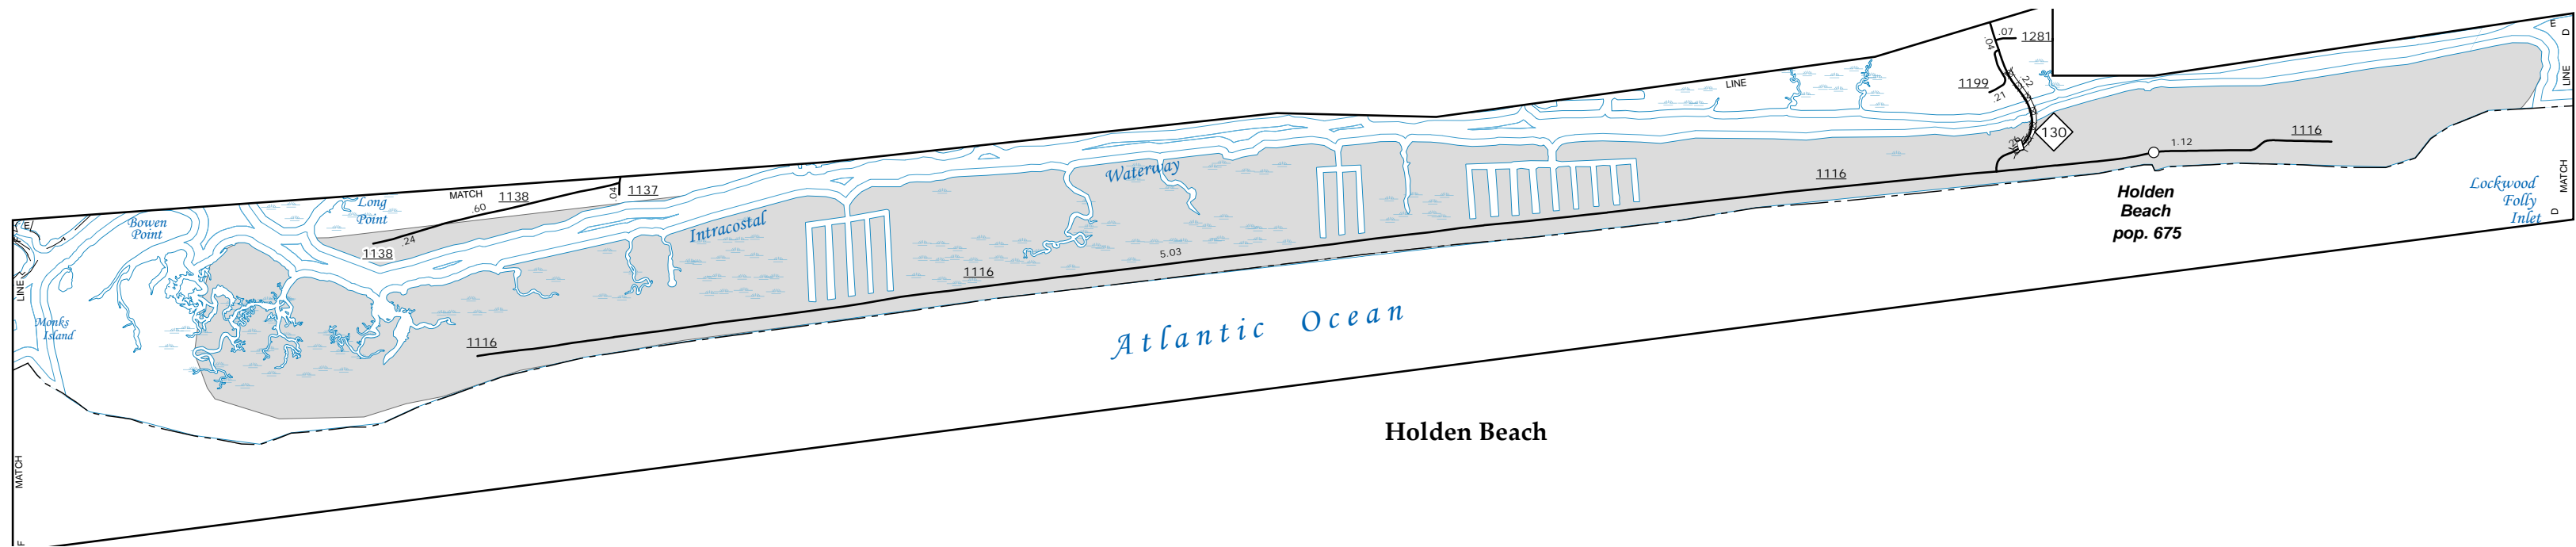 E
D
LINE
MATCH
D
.07
1281
.04
1199
.22
.21
130
LINE
1.12
1116
1116
Holden
Beach
pop. 675
Lockwood
Folly
Inlet
Waterway
MATCH
1138
.60
1137
.04
Long
Point
.24
1138
Bowen
Point
E
LINE
Intracostal
5.03
1116
1116
Monks
Island
Atlantic Ocean
Holden Beach
MATCH
F